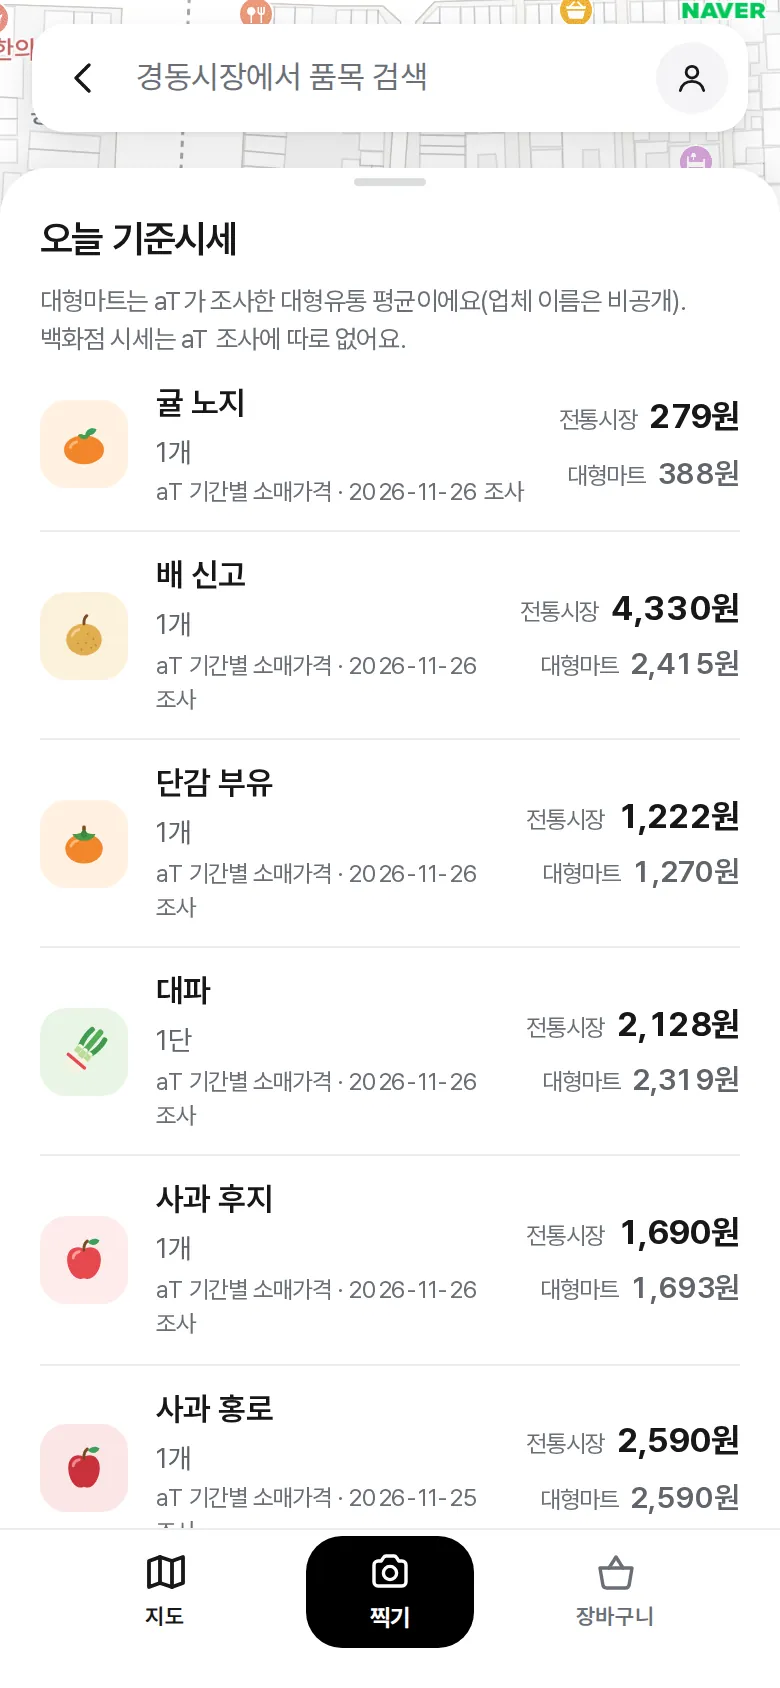 NAVER
한의
경동시장에서 품목 검색
오늘 기준시세
대형마트는 aT가 조사한 대형유통 평균이에요(업체 이름은 비공개).
백화점 시세는 aT 조사에 따로 없어요.
귤 노지
1개
aT 기간별 소매가격 · 2026-11-26 조사
전통시장 279원
대형마트 388원
배 신고
1개
aT 기간별 소매가격 · 2026-11-26
조사
전통시장 4,330원
대형마트 2,415원
단감 부유
1개
aT 기간별 소매가격 · 2026-11-26
조사
전통시장 1,222원
대형마트 1,270원
대파
1단
aT 기간별 소매가격 · 2026-11-26
조사
전통시장 2,128원
대형마트 2,319원
사과 후지
1개
aT 기간별 소매가격 · 2026-11-26
조사
전통시장 1,690원
대형마트 1,693원
사과 홍로
1개
aT 기간별 소매가격 · 2026-11-25
전통시장 2,590원
대형마트 2,590원
지도
찍기
장바구니